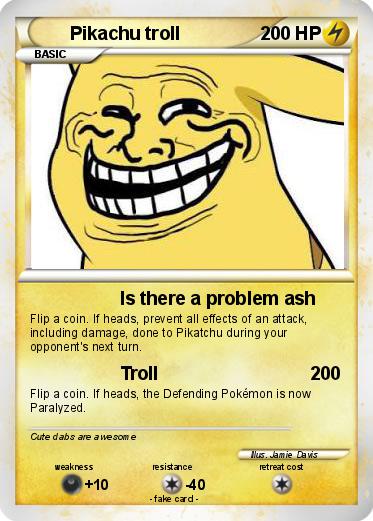 Pikachu troll 200 HP
BASIC
Is there a problem ash
Flip a coin. If heads, prevent all effects of an attack,
including damage, done to Pikatchu during your
opponent's next turn.
Troll 200
Flip a coin. If heads, the Defending Pokémon is now
Paralyzed.
Cute dabs are awesome
Illus. Jamie Davis
weakness resistance retreat cost
+10 -40
- fake card -